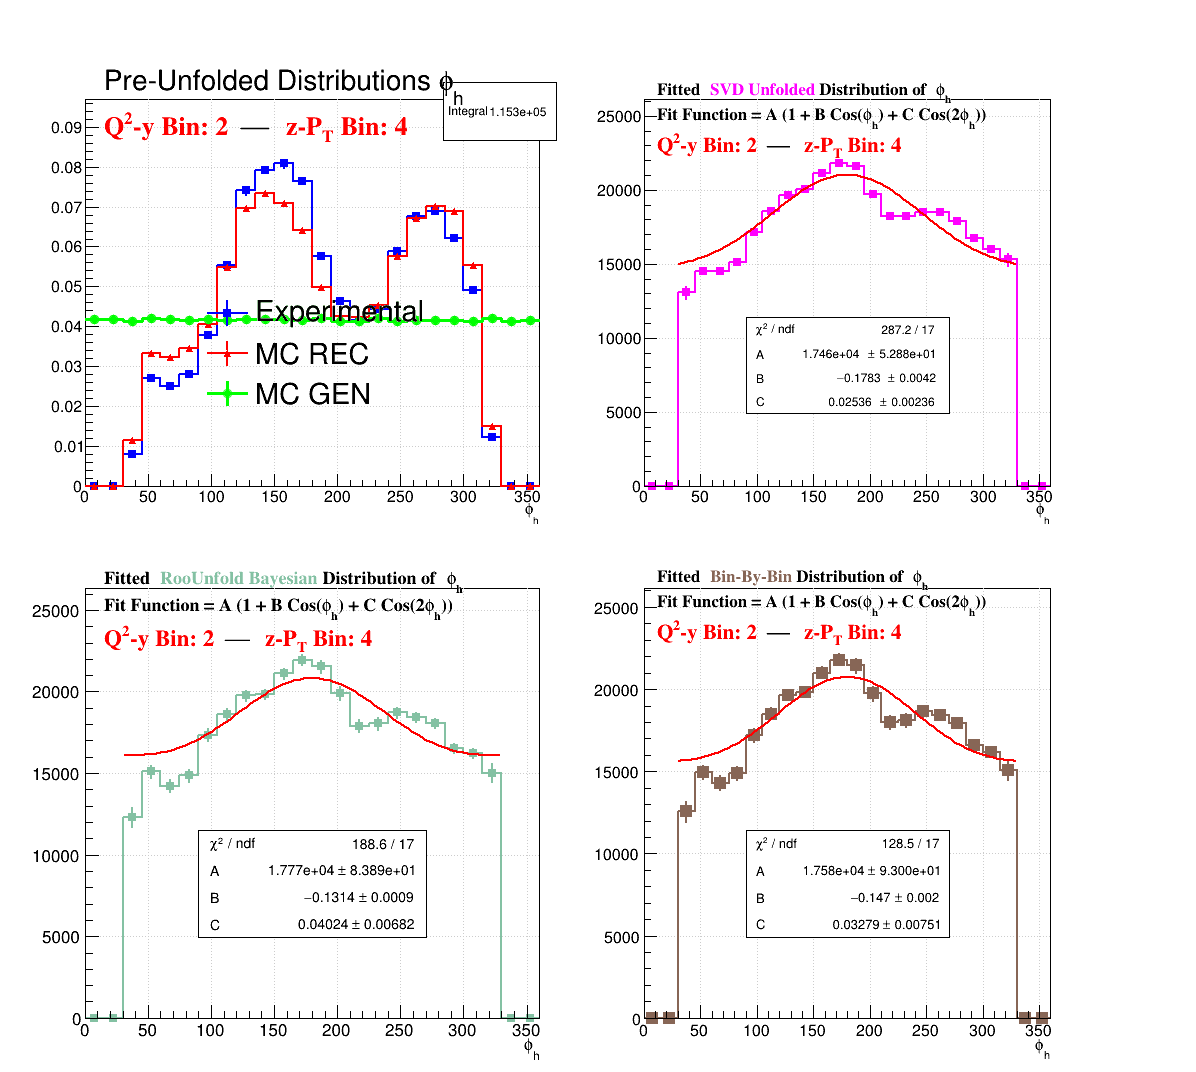 Pre-Unfolded Distributions ϕh
Integral 1.153e+05
Q²-y Bin: 2 — z-PT Bin: 4
0.09
0.08
0.07
0.06
0.05
0.04
0.03
0.02
0.01
0
Experimental
MC REC
MC GEN
0 50 100 150 200 250 300 350
ϕh
Fitted SVD Unfolded Distribution of ϕh
Fit Function = A (1 + B Cos(ϕh) + C Cos(2ϕh))
Q²-y Bin: 2 — z-PT Bin: 4
25000
20000
15000
10000
5000
0
χ² / ndf 287.2 / 17
A 1.746e+04 ± 5.288e+01
B −0.1783 ± 0.0042
C 0.02536 ± 0.00236
0 50 100 150 200 250 300 350
ϕh
Fitted RooUnfold Bayesian Distribution of ϕh
Fit Function = A (1 + B Cos(ϕh) + C Cos(2ϕh))
Q²-y Bin: 2 — z-PT Bin: 4
25000
20000
15000
10000
5000
0
χ² / ndf 188.6 / 17
A 1.777e+04 ± 8.389e+01
B −0.1314 ± 0.0009
C 0.04024 ± 0.00682
0 50 100 150 200 250 300 350
ϕh
Fitted Bin-By-Bin Distribution of ϕh
Fit Function = A (1 + B Cos(ϕh) + C Cos(2ϕh))
Q²-y Bin: 2 — z-PT Bin: 4
25000
20000
15000
10000
5000
0
χ² / ndf 128.5 / 17
A 1.758e+04 ± 9.300e+01
B −0.147 ± 0.002
C 0.03279 ± 0.00751
0 50 100 150 200 250 300 350
ϕh